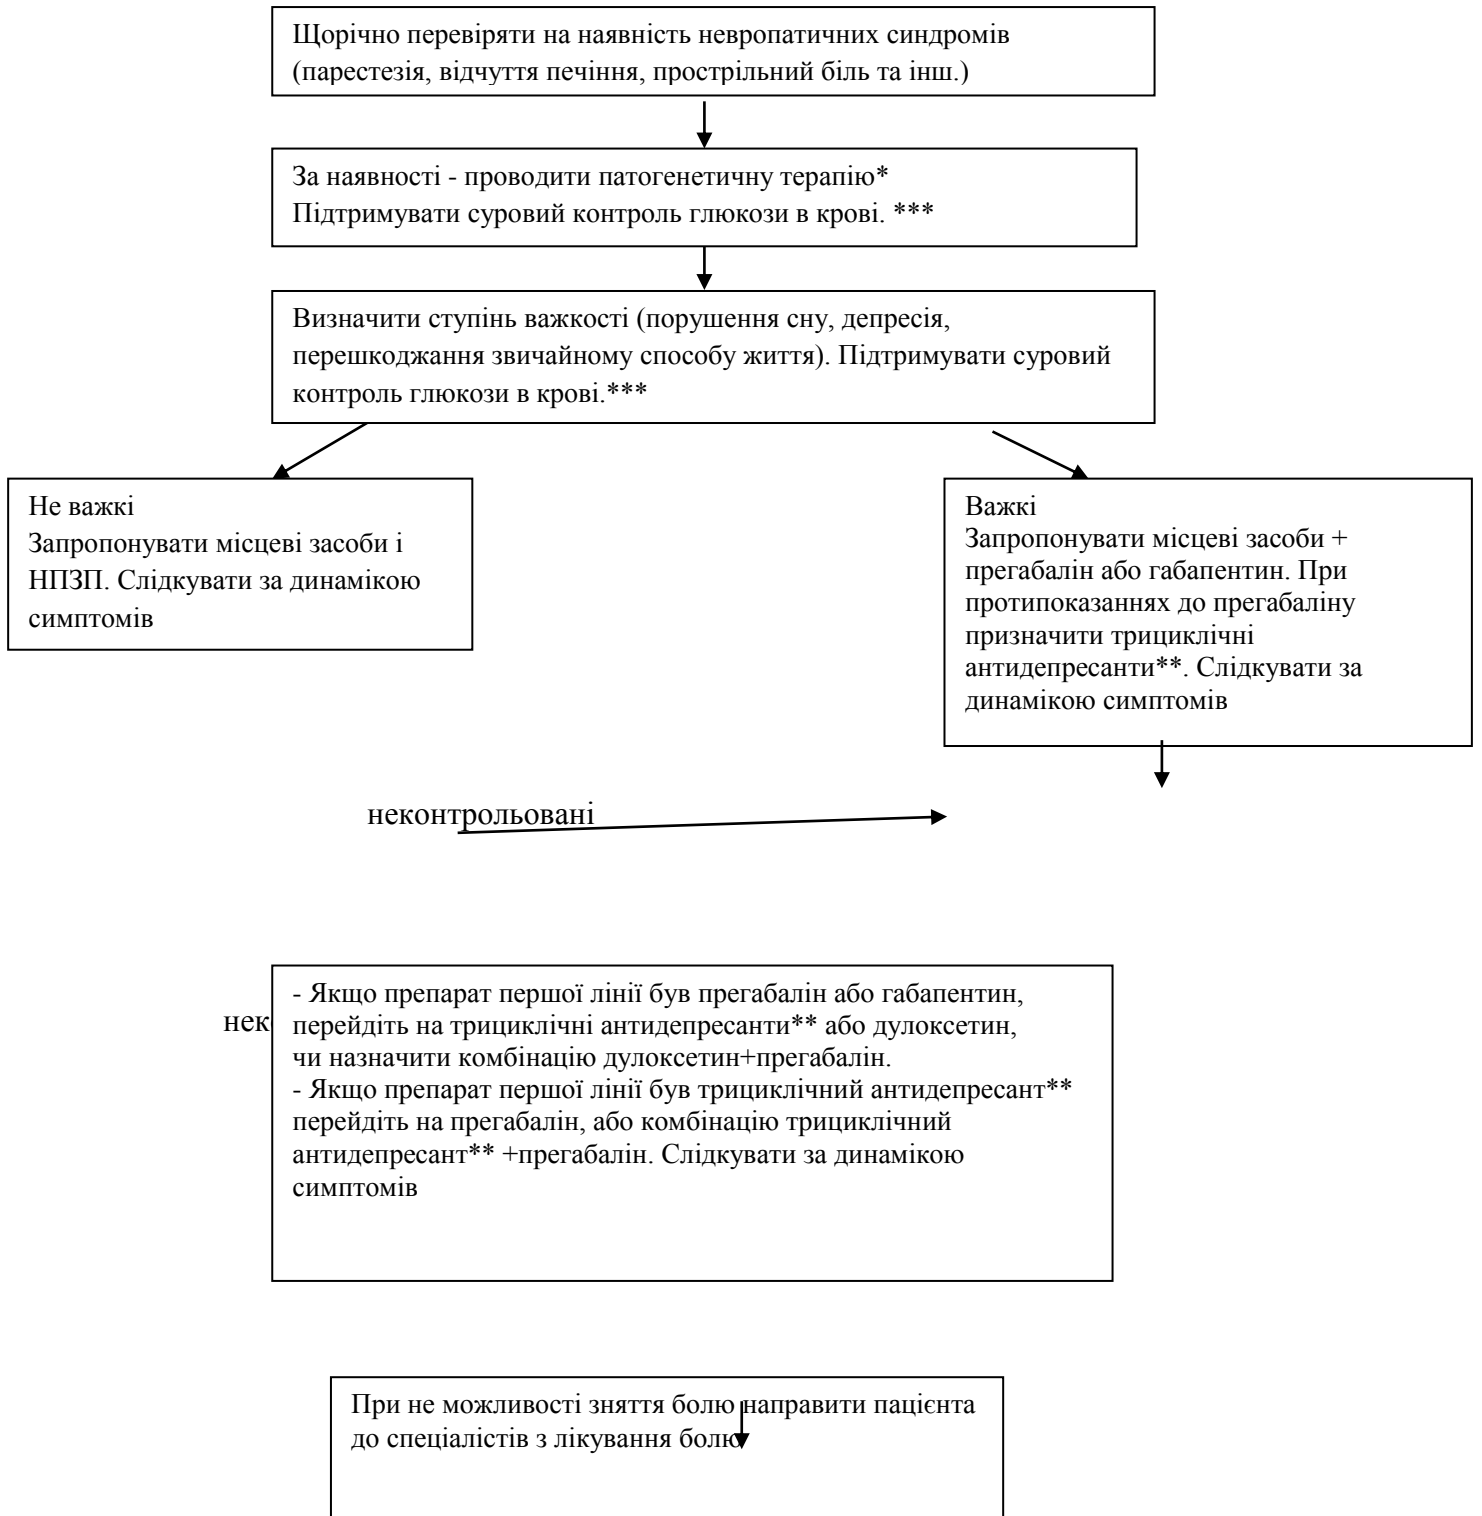 Щорічно перевіряти на наявність невропатичних синдромів
(парестезія, відчуття печіння, прострільний біль та інш.)
За наявності - проводити патогенетичну терапію*
Підтримувати суровий контроль глюкози в крові. ***
Визначити ступінь важкості (порушення сну, депресія,
перешкоджання звичайному способу життя). Підтримувати суровий
контроль глюкози в крові.***
Не важкі
Запропонувати місцеві засоби і
НПЗП. Слідкувати за динамікою
симптомів
Важкі
Запропонувати місцеві засоби +
прегабалін або габапентин. При
протипоказаннях до прегабаліну
призначити трициклічні
антидепресанти**. Слідкувати за
динамікою симптомів
неконтрольовані
нек
- Якщо препарат першої лінії був прегабалін або габапентин,
перейдіть на трициклічні антидепресанти** або дулоксетин,
чи назначити комбінацію дулоксетин+прегабалін.
- Якщо препарат першої лінії був трициклічний антидепресант**
перейдіть на прегабалін, або комбінацію трициклічний
антидепресант** +прегабалін. Слідкувати за динамікою
симптомів
При не можливості зняття болю направити пацієнта
до спеціалістів з лікування болю